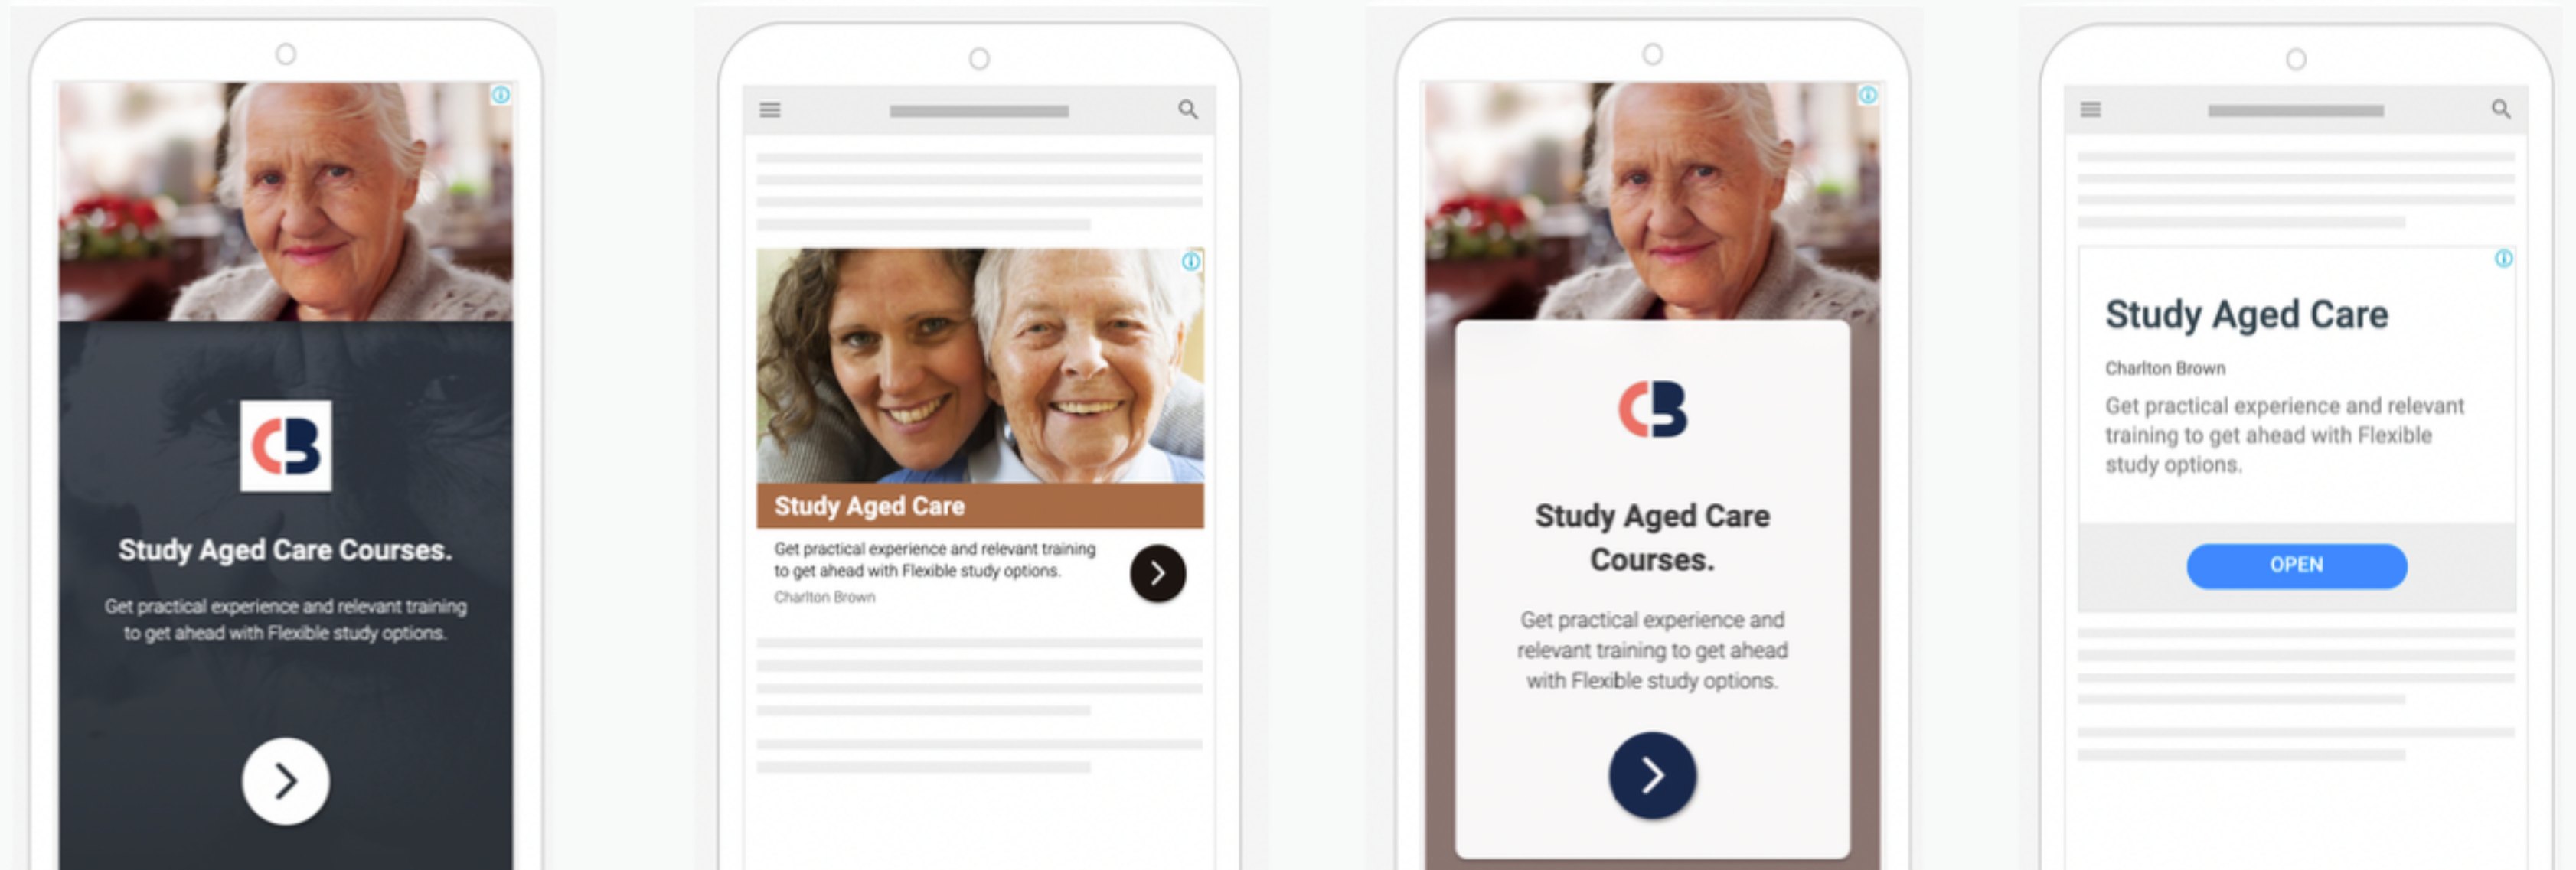 CB
Study Aged Care Courses.
Get practical experience and relevant training
to get ahead with Flexible study options.
Study Aged Care
Get practical experience and relevant training
to get ahead with Flexible study options.
Charlton Brown
CB
Study Aged Care
Courses.
Get practical experience and
relevant training to get ahead
with Flexible study options.
Study Aged Care
Charlton Brown
Get practical experience and relevant
training to get ahead with Flexible
study options.
OPEN